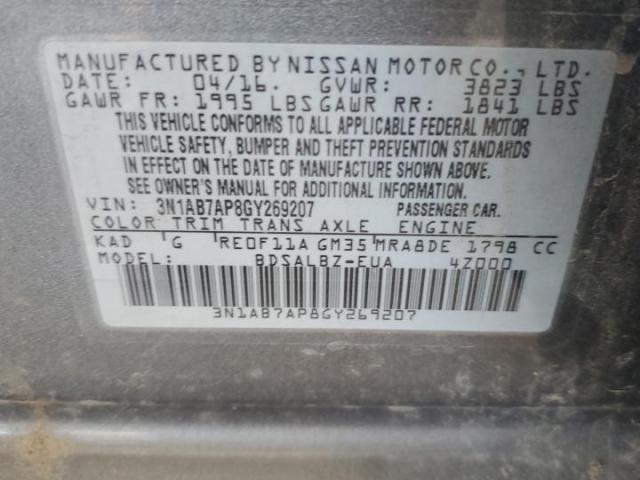 MANUFACTURED BY NISSAN MOTOR CO., LTD.
DATE: 04/16. GVWR: 3823 LBS
GAWR FR: 1995 LBS GAWR RR: 1841 LBS
THIS VEHICLE CONFORMS TO ALL APPLICABLE FEDERAL MOTOR
VEHICLE SAFETY, BUMPER AND THEFT PREVENTION STANDARDS
IN EFFECT ON THE DATE OF MANUFACTURE SHOWN ABOVE.
SEE OWNER'S MANUAL FOR ADDITIONAL INFORMATION.
VIN: 3N1AB7AP8GY269207 PASSENGER CAR.
COLOR TRIM TRANS AXLE ENGINE
KAD G RE0F11A GM35 MRA8DE 1798 CC
MODEL: BDSALBZ-EUA 4Z000
3N1AB7AP8GY269207